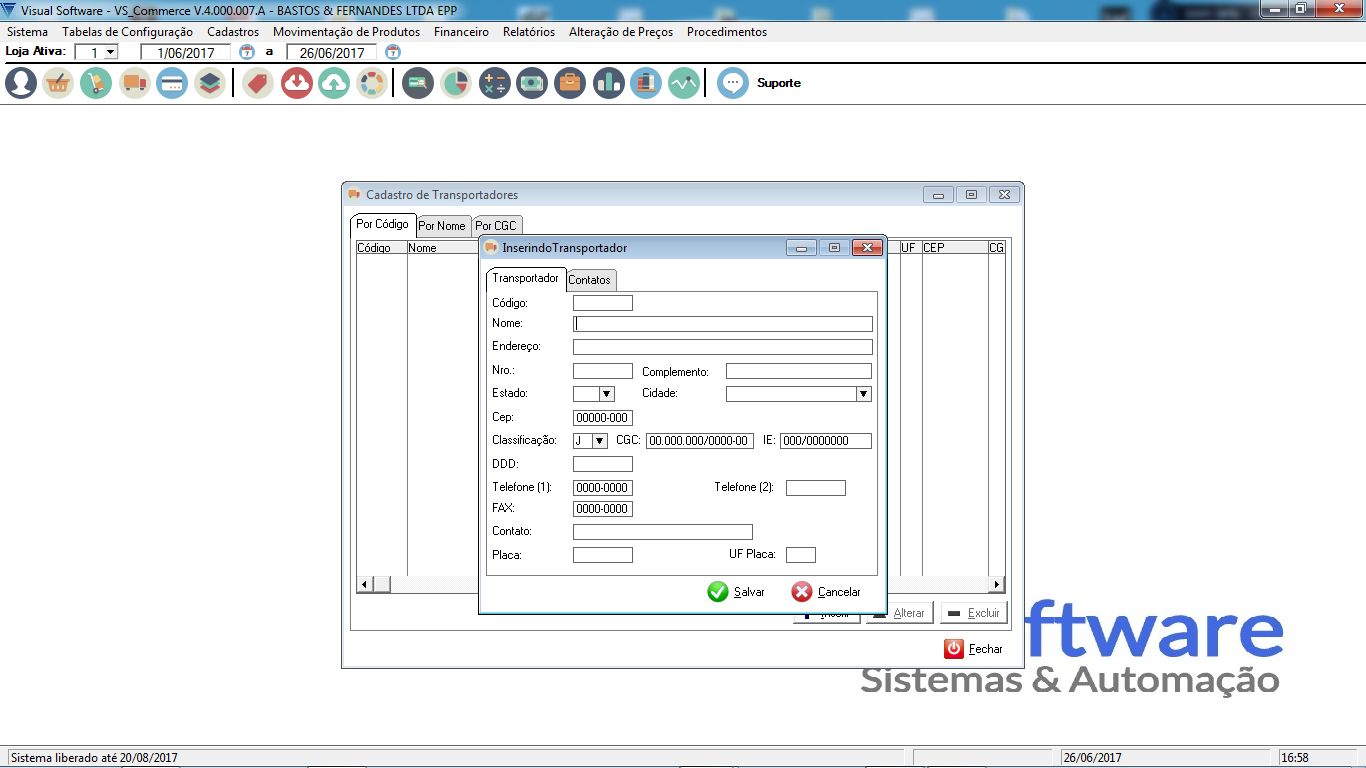 Visual Software - VS_Commerce V.4.000.007.A - BASTOS & FERNANDES LTDA EPP
Sistema Tabelas de Configuração Cadastros Movimentação de Produtos Financeiro Relatórios Alteração de Preços Procedimentos
Loja Ativa: 1 1/06/2017 a 26/06/2017
Suporte
Cadastro de Transportadores
Por Código Por Nome Por CGC
Código Nome UF CEP CG
InserindoTransportador
Transportador Contatos
Código:
Nome:
Endereço:
Nro.: Complemento:
Estado: Cidade:
Cep: 00000-000
Classificação: J CGC: 00.000.000/0000-00 IE: 000/0000000
DDD:
Telefone (1): 0000-0000 Telefone (2):
FAX: 0000-0000
Contato:
Placa: UF Placa:
Salvar Cancelar
Alterar Excluir
Fechar
ftware
Sistemas & Automação
Sistema liberado até 20/08/2017 26/06/2017 16:58